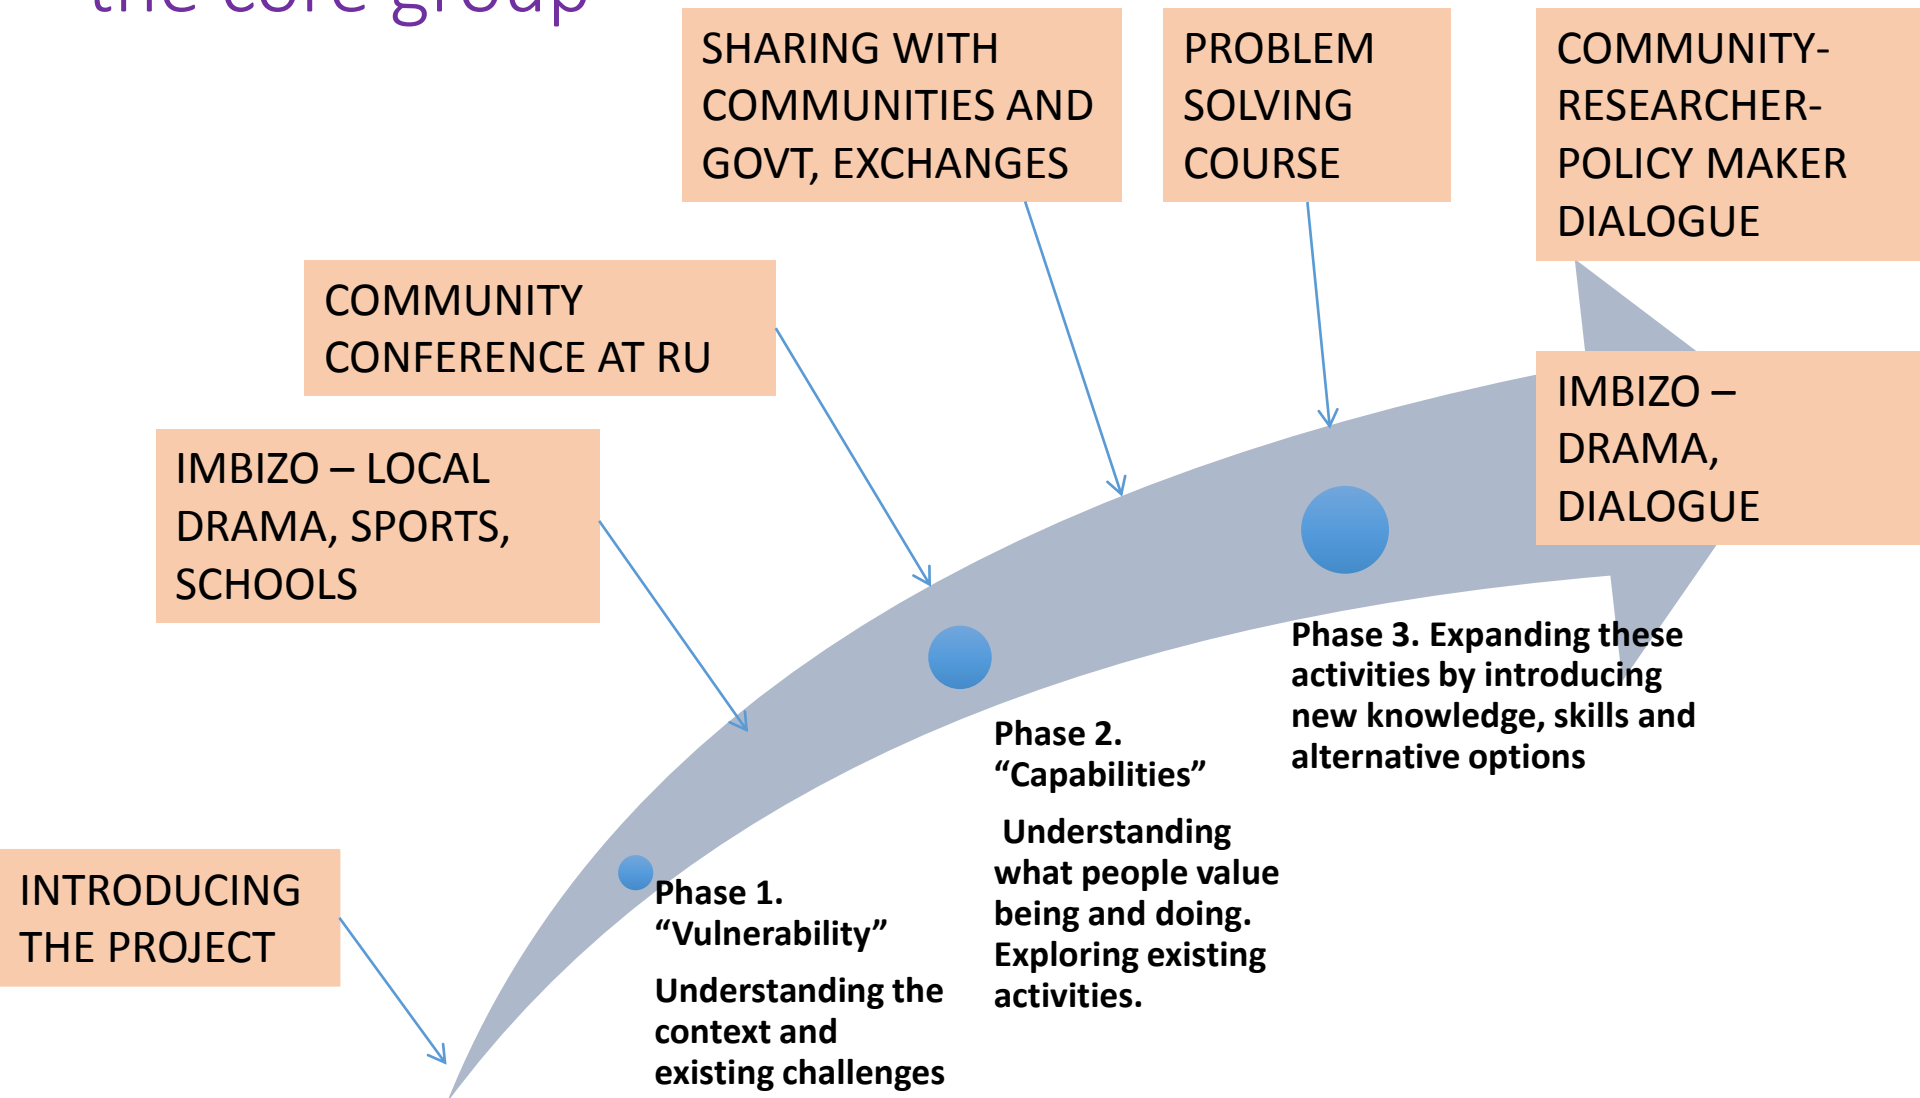 the core group
SHARING WITH
COMMUNITIES AND
GOVT, EXCHANGES
PROBLEM
SOLVING
COURSE
COMMUNITY-
RESEARCHER-
POLICY MAKER
DIALOGUE
COMMUNITY
CONFERENCE AT RU
IMBIZO –
DRAMA,
DIALOGUE
IMBIZO – LOCAL
DRAMA, SPORTS,
SCHOOLS
Phase 3. Expanding these
activities by introducing
new knowledge, skills and
alternative options
Phase 2.
“Capabilities”
Understanding
what people value
being and doing.
Exploring existing
activities.
INTRODUCING
THE PROJECT
Phase 1.
“Vulnerability”
Understanding the
context and
existing challenges